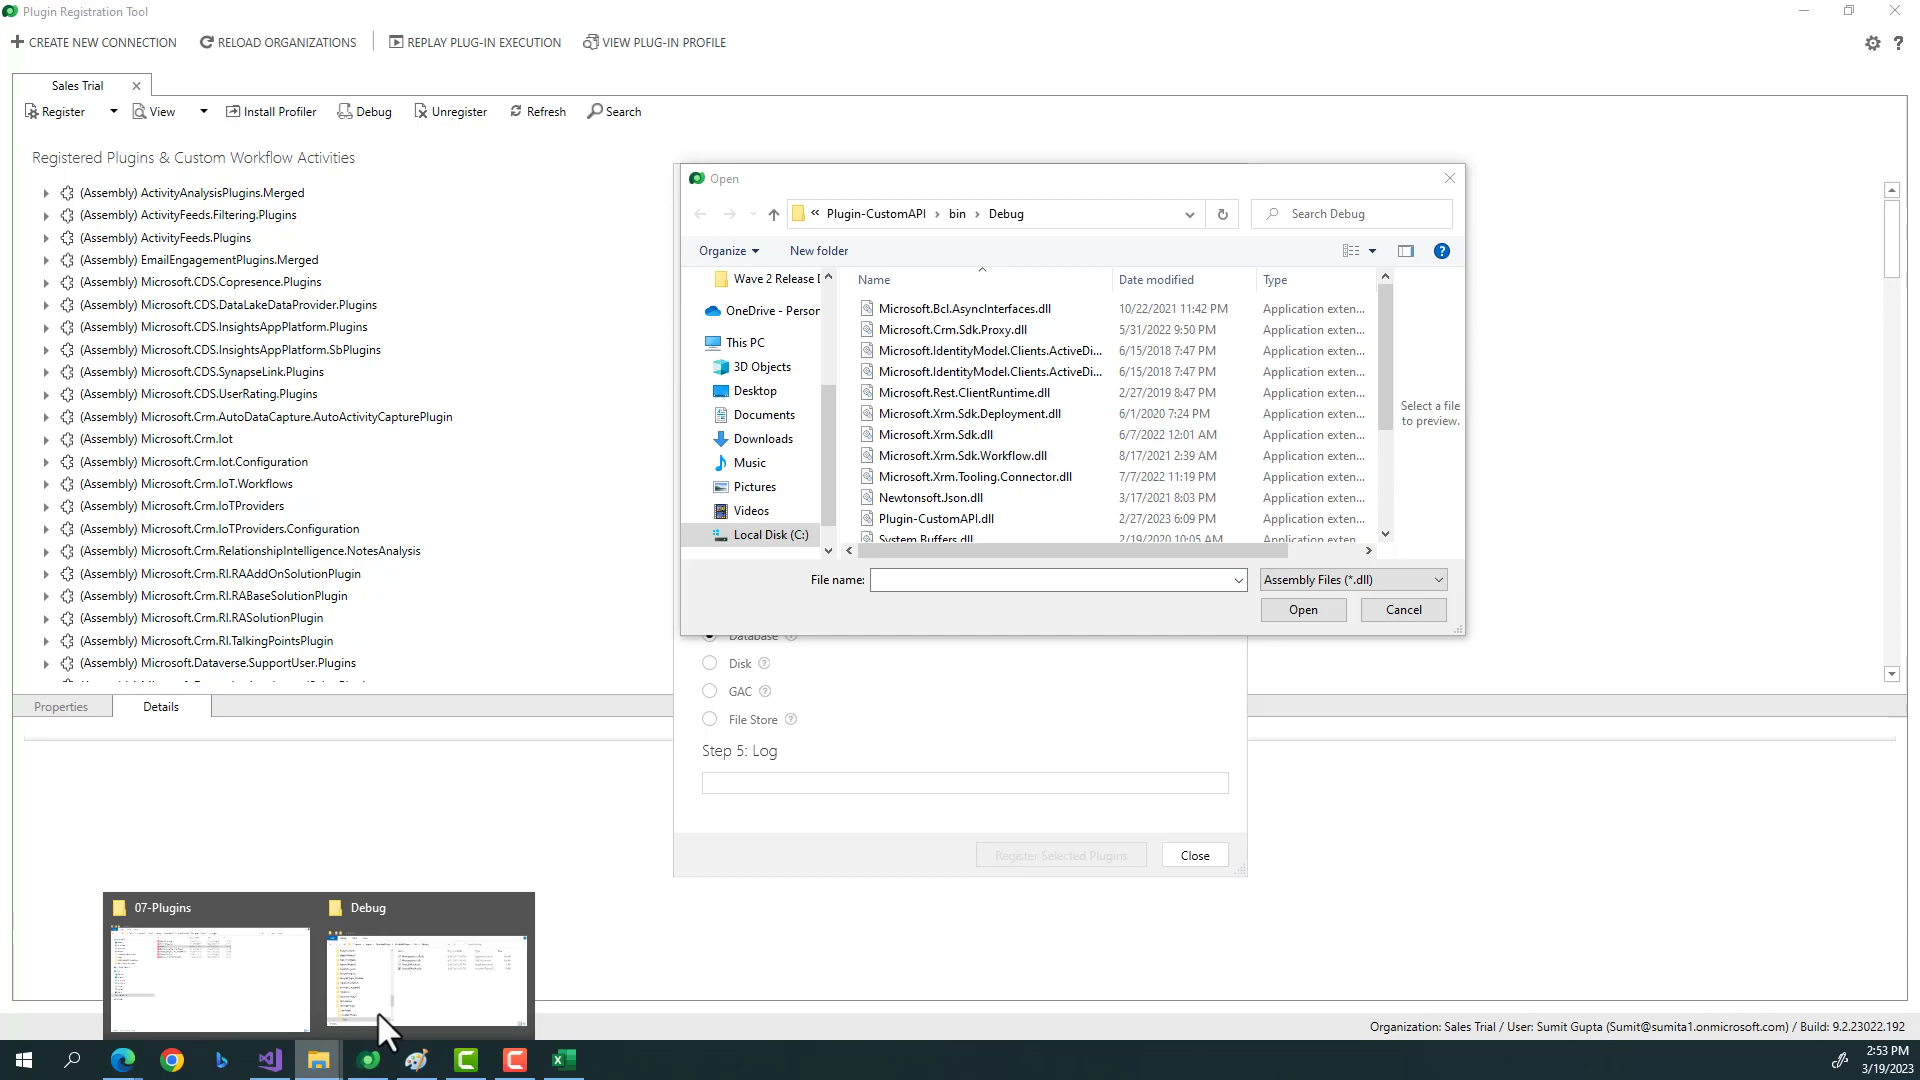 Plugin Registration Tool
CREATE NEW CONNECTION
RELOAD ORGANIZATIONS
REPLAY PLUG-IN EXECUTION
VIEW PLUG-IN PROFILE
?
Sales Trial
Register
View
Install Profiler
Debug
Unregister
Refresh
Search
Registered Plugins & Custom Workflow Activities
(Assembly) ActivityAnalysisPlugins.Merged
(Assembly) ActivityFeeds.Filtering.Plugins
(Assembly) ActivityFeeds.Plugins
(Assembly) EmailEngagementPlugins.Merged
(Assembly) Microsoft.CDS.Copresence.Plugins
(Assembly) Microsoft.CDS.DataLakeDataProvider.Plugins
(Assembly) Microsoft.CDS.InsightsAppPlatform.Plugins
(Assembly) Microsoft.CDS.InsightsAppPlatform.SbPlugins
(Assembly) Microsoft.CDS.SynapseLink.Plugins
(Assembly) Microsoft.CDS.UserRating.Plugins
(Assembly) Microsoft.Crm.AutoDataCapture.AutoActivityCapturePlugin
(Assembly) Microsoft.Crm.Iot
(Assembly) Microsoft.Crm.Iot.Configuration
(Assembly) Microsoft.Crm.IoT.Workflows
(Assembly) Microsoft.Crm.IoTProviders
(Assembly) Microsoft.Crm.IoTProviders.Configuration
(Assembly) Microsoft.Crm.RelationshipIntelligence.NotesAnalysis
(Assembly) Microsoft.Crm.RI.RAAddOnSolutionPlugin
(Assembly) Microsoft.Crm.RI.RABaseSolutionPlugin
(Assembly) Microsoft.Crm.RI.RASolutionPlugin
(Assembly) Microsoft.Crm.RI.TalkingPointsPlugin
(Assembly) Microsoft.Dataverse.SupportUser.Plugins
Properties
Details
Open
« Plugin-CustomAPI › bin › Debug
Search Debug
Organize
New folder
?
Wave 2 Release
OneDrive - Person
This PC
3D Objects
Desktop
Documents
Downloads
Music
Pictures
Videos
Local Disk (C:)
Name Date modified Type
Microsoft.Bcl.AsyncInterfaces.dll 10/22/2021 11:42 PM Application exten...
Microsoft.Crm.Sdk.Proxy.dll 5/31/2022 9:50 PM Application exten...
Microsoft.IdentityModel.Clients.ActiveDi... 6/15/2018 7:47 PM Application exten...
Microsoft.IdentityModel.Clients.ActiveDi... 6/15/2018 7:47 PM Application exten...
Microsoft.Rest.ClientRuntime.dll 2/27/2019 8:47 PM Application exten...
Microsoft.Xrm.Sdk.Deployment.dll 6/1/2020 7:24 PM Application exten...
Microsoft.Xrm.Sdk.dll 6/7/2022 12:01 AM Application exten...
Microsoft.Xrm.Sdk.Workflow.dll 8/17/2021 2:39 AM Application exten...
Microsoft.Xrm.Tooling.Connector.dll 7/7/2022 11:19 PM Application exten...
Newtonsoft.Json.dll 3/17/2021 8:03 PM Application exten...
Plugin-CustomAPI.dll 2/27/2023 6:09 PM Application exten...
System.Buffers.dll 2/19/2020 10:05 AM Application exten...
Select a file
to preview.
File name:
Assembly Files (*.dll)
Open
Cancel
Database ?
Disk ?
GAC ?
File Store ?
Step 5: Log
Register Selected Plugins
Close
07-Plugins
Debug
Organization: Sales Trial / User: Sumit Gupta (Sumit@sumita1.onmicrosoft.com) / Build: 9.2.23022.192
2:53 PM
3/19/2023